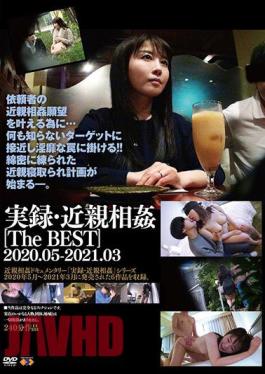 依頼者の
近親相姦願望
を叶える為に…
何も知らないターゲットに
接近し淫靡な罠に掛ける!!
綿密に練られた
近親寝取られ計画が
始まる―。
実録・近親相姦
[The BEST]
2020.05-2021.03
近親相姦ドキュメンタリー「実録・近親相姦」シリーズ
2020年5月〜2021年3月に発売された6作品を収録。
240分作品
JAVHD
DVD